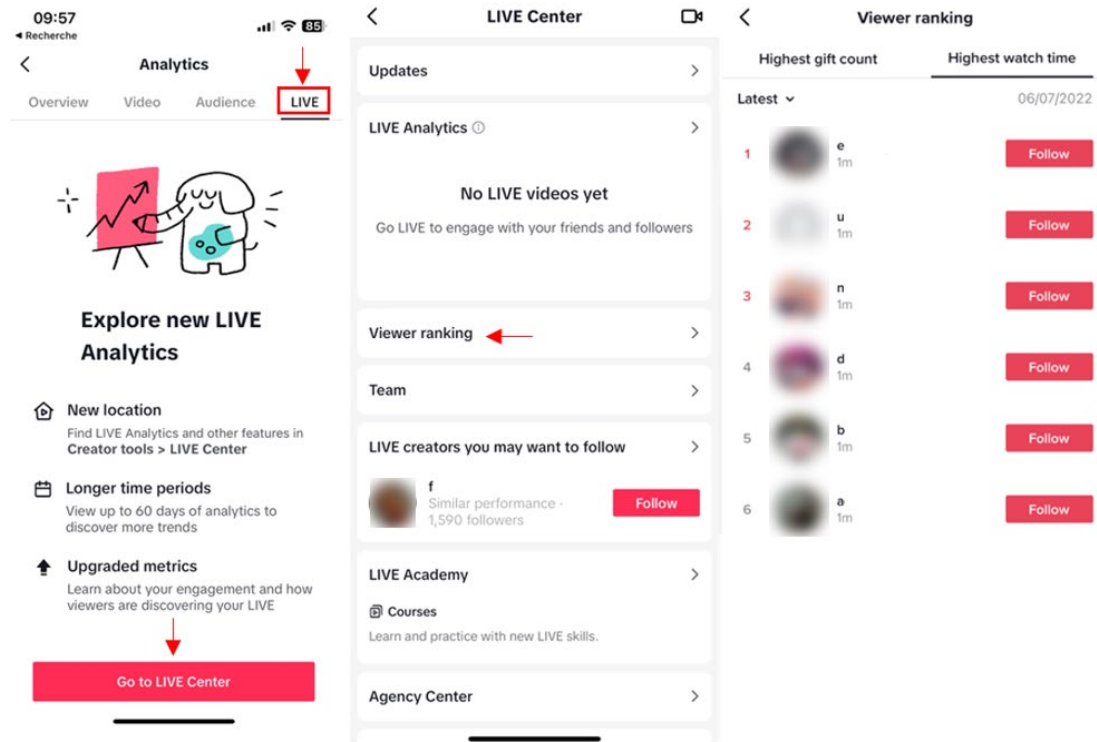 09:57
85
Recherche
Analytics
Overview Video Audience LIVE
Explore new LIVE
Analytics
New location
Find LIVE Analytics and other features in
Creator tools > LIVE Center
Longer time periods
View up to 60 days of analytics to
discover more trends
Upgraded metrics
Learn about your engagement and how
viewers are discovering your LIVE
Go to LIVE Center
LIVE Center
Updates
LIVE Analytics
No LIVE videos yet
Go LIVE to engage with your friends and followers
Viewer ranking
Team
LIVE creators you may want to follow
f
Similar performance ·
1,590 followers
Follow
LIVE Academy
Courses
Learn and practice with new LIVE skills.
Agency Center
Viewer ranking
Highest gift count Highest watch time
Latest 06/07/2022
1 e Follow
1m
2 u Follow
1m
3 n Follow
1m
4 d Follow
1m
5 b Follow
1m
6 a Follow
1m